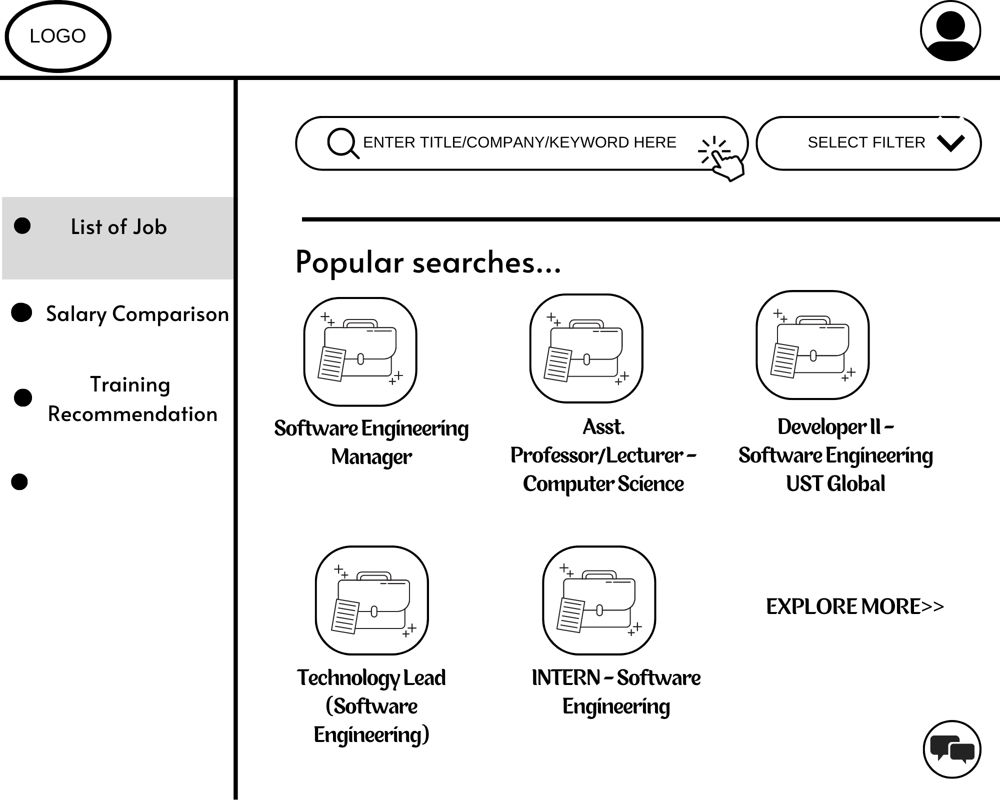 LOGO
ENTER TITLE/COMPANY/KEYWORD HERE
SELECT FILTER
List of Job
Salary Comparison
Training
Recommendation
Popular searches...
Software Engineering
Manager
Asst.
Professor/Lecturer -
Computer Science
Developer II -
Software Engineering
UST Global
Technology Lead
(Software
Engineering)
INTERN - Software
Engineering
EXPLORE MORE>>